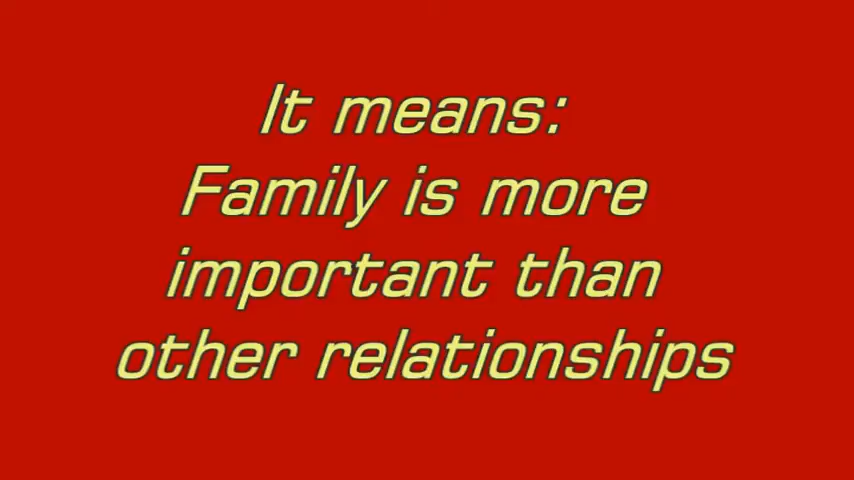 It means:
Family is more
important than
other relationships